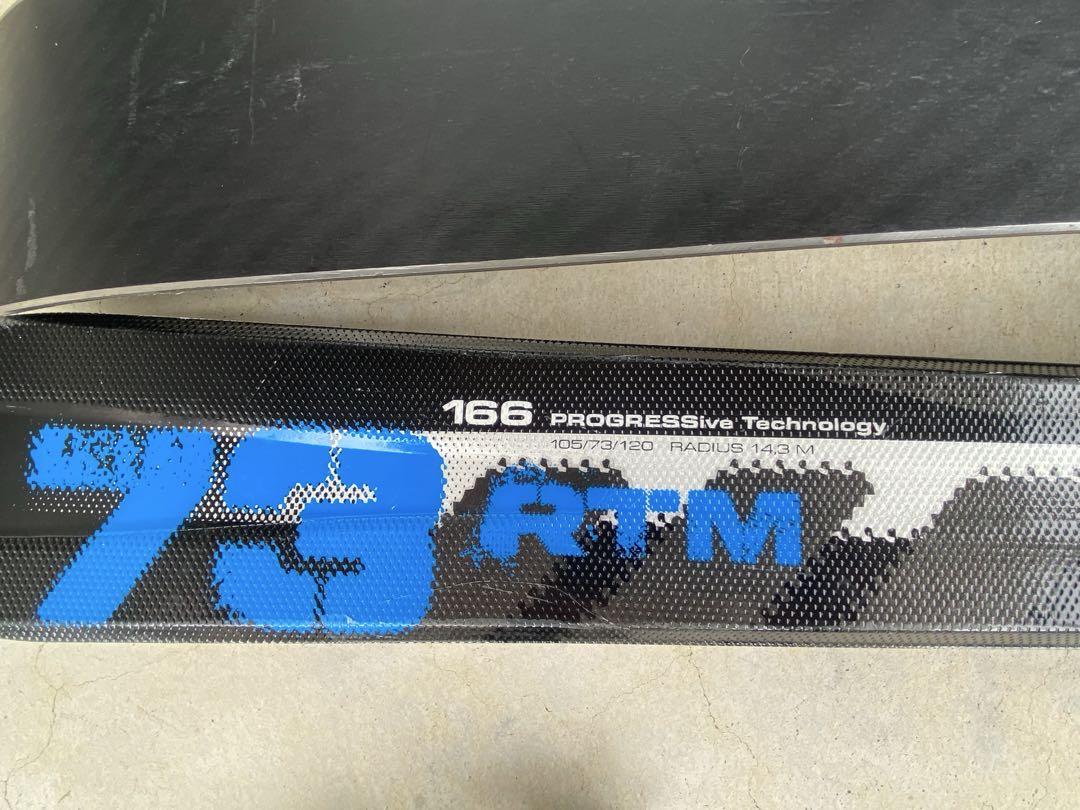 166 PROGRESSive Technology
105/73/120 RADIUS 14,3 M
73 RTM